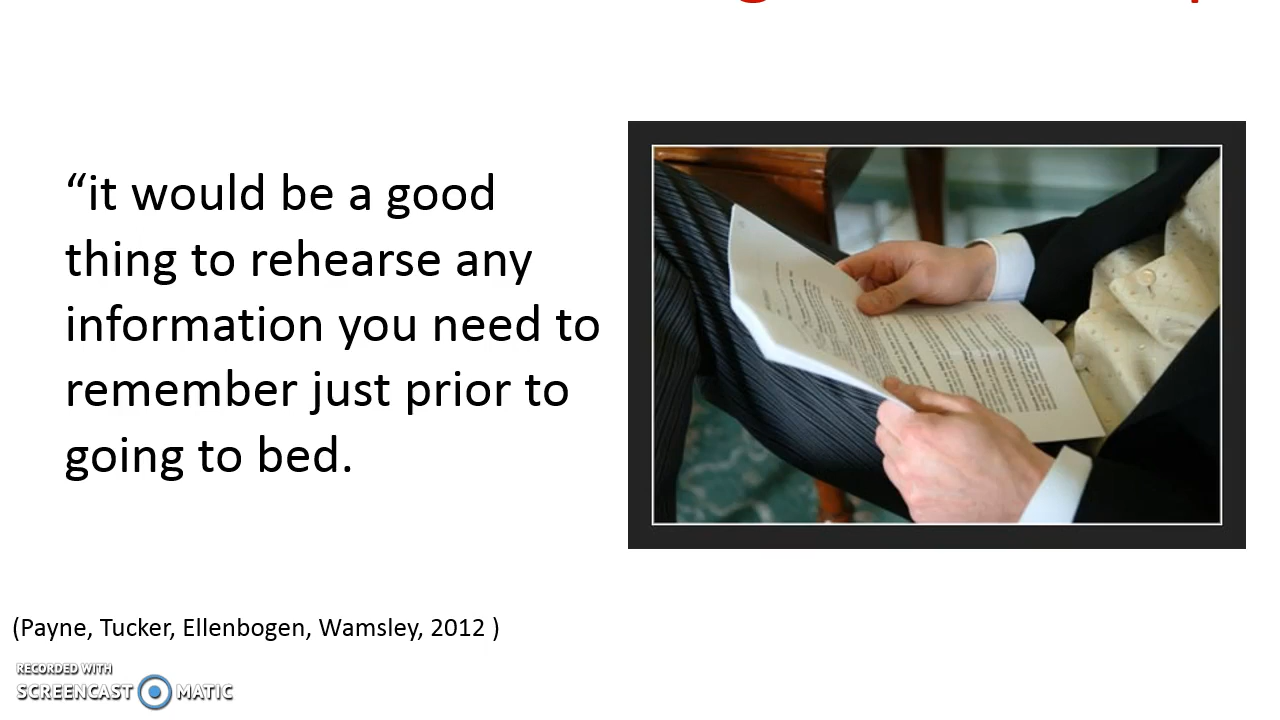 “it would be a good
thing to rehearse any
information you need to
remember just prior to
going to bed.
(Payne, Tucker, Ellenbogen, Wamsley, 2012 )
RECORDED WITH
SCREENCAST MATIC